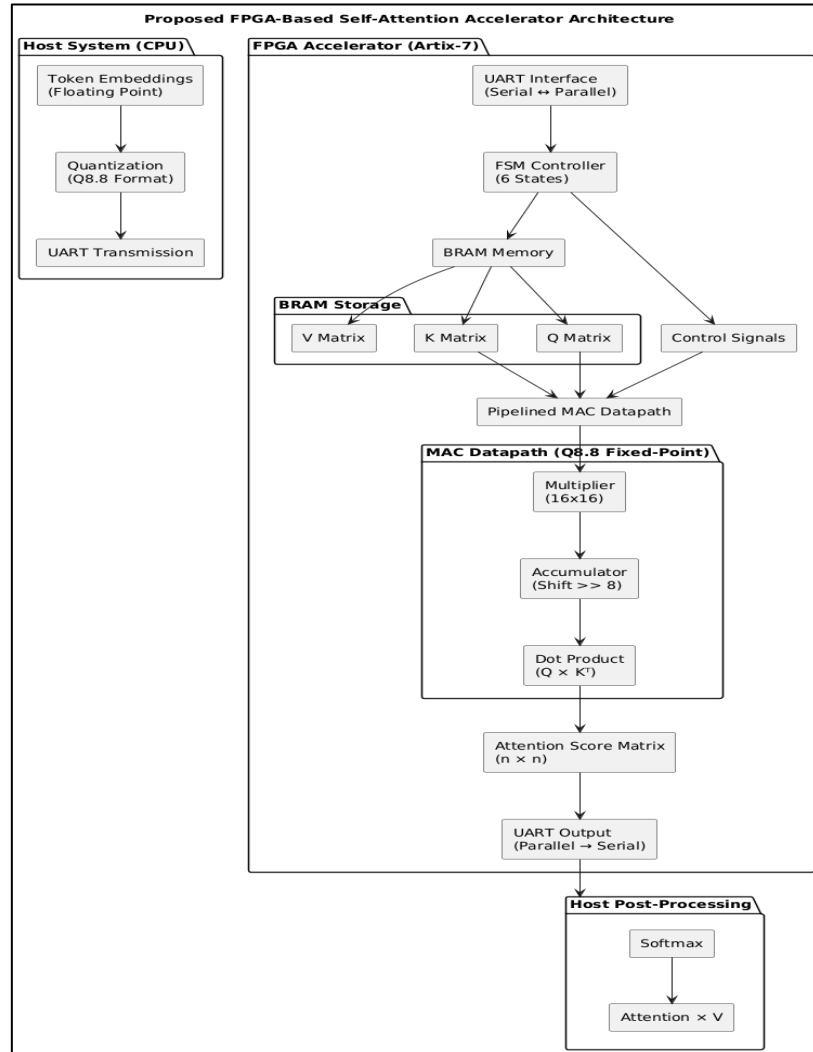 Proposed FPGA-Based Self-Attention Accelerator Architecture
Host System (CPU)
Token Embeddings
(Floating Point)
Quantization
(Q8.8 Format)
UART Transmission
FPGA Accelerator (Artix-7)
UART Interface
(Serial ↔ Parallel)
FSM Controller
(6 States)
BRAM Memory
BRAM Storage
V Matrix
K Matrix
Q Matrix
Control Signals
Pipelined MAC Datapath
MAC Datapath (Q8.8 Fixed-Point)
Multiplier
(16x16)
Accumulator
(Shift >> 8)
Dot Product
(Q × Kᵀ)
Attention Score Matrix
(n × n)
UART Output
(Parallel → Serial)
Host Post-Processing
Softmax
Attention × V